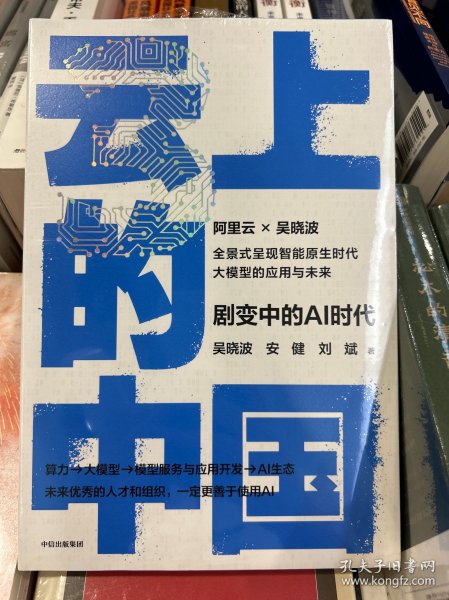 云上
的
中国
阿里云 × 吴晓波
全景式呈现智能原生时代
大模型的应用与未来
剧变中的AI时代
吴晓波 安 健 刘 斌 著
算力→大模型→模型服务与应用开发→AI生态
未来优秀的人才和组织，一定更善于使用AI
中信出版集团
孔夫子旧书网
www.kongfz.com